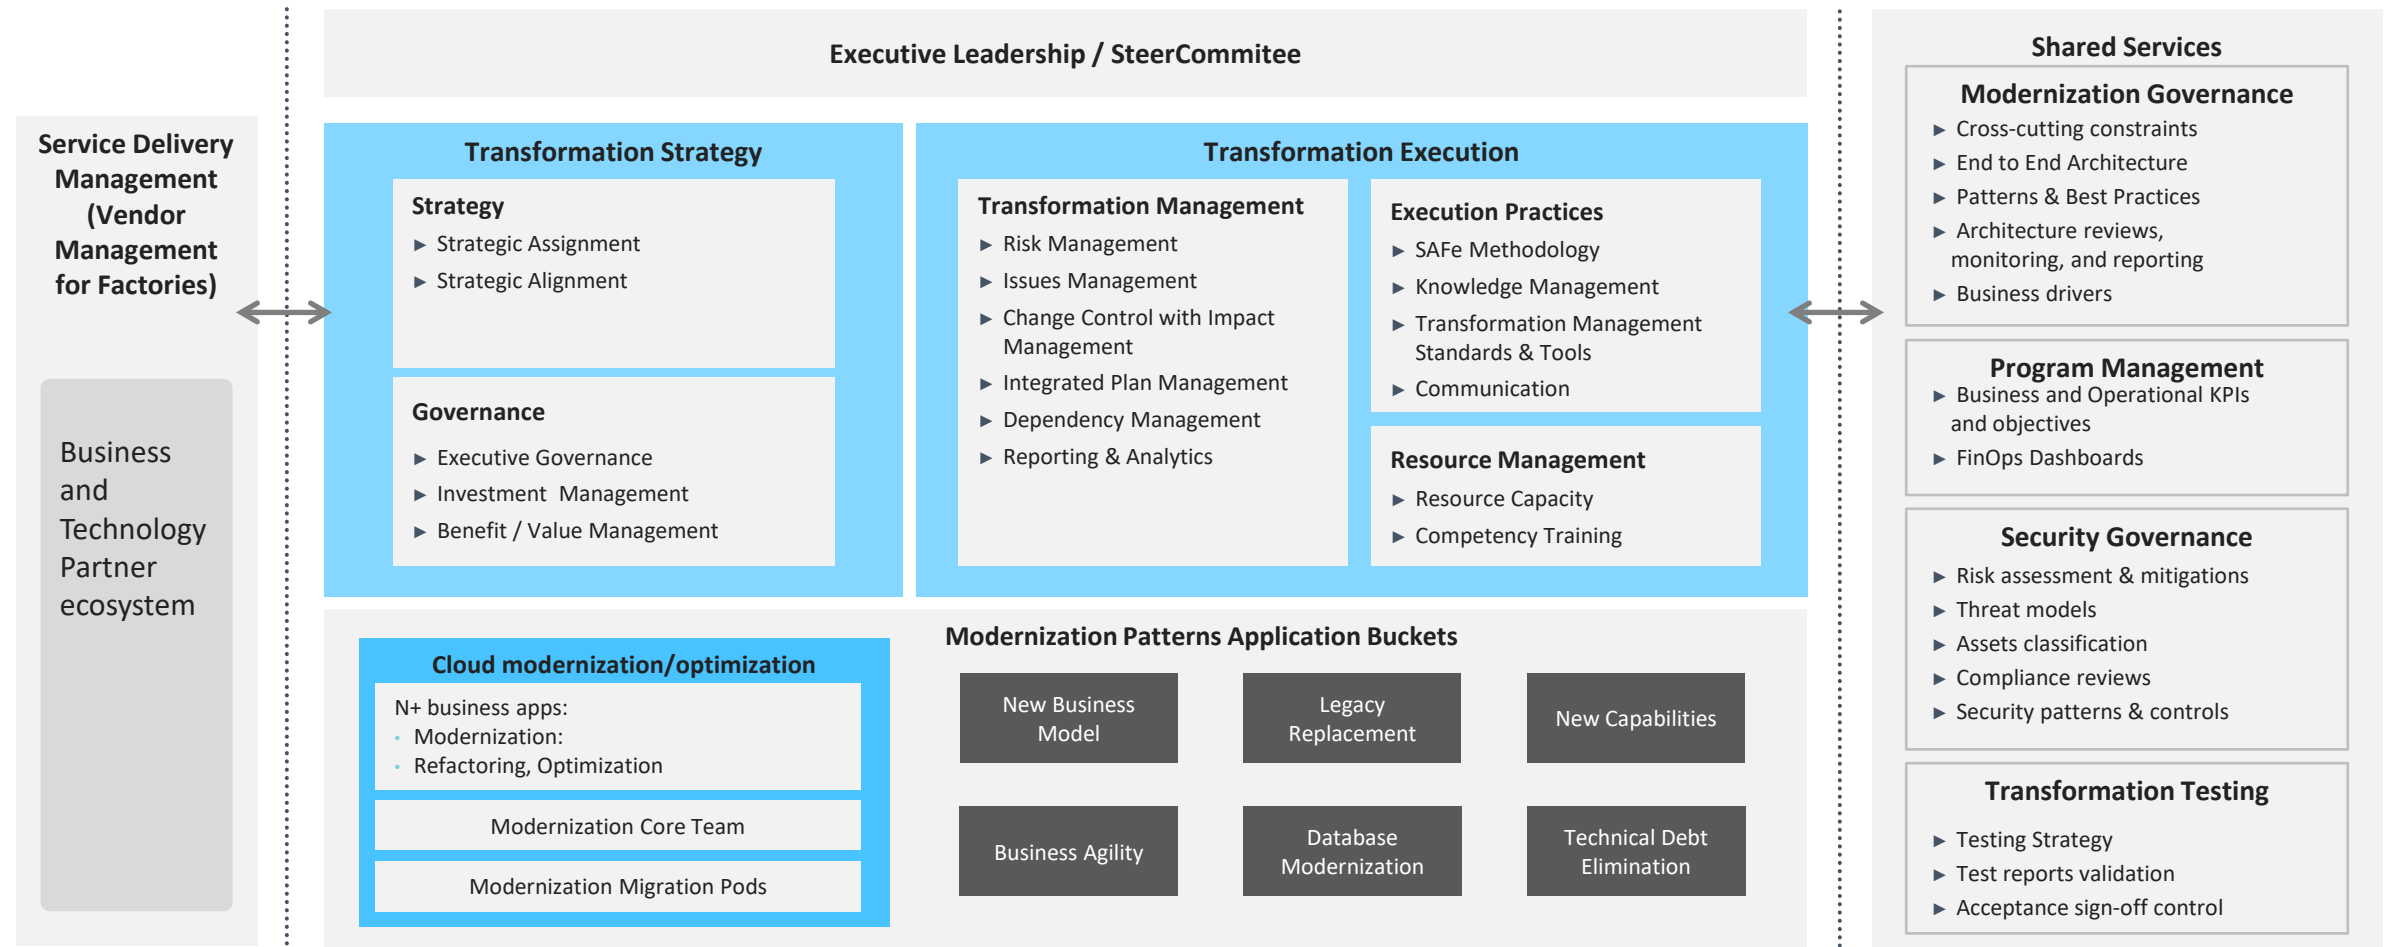 Executive Leadership / SteerCommitee
Service Delivery
Management
(Vendor
Management
for Factories)
Business
and
Technology
Partner
ecosystem
Transformation Strategy
Strategy
► Strategic Assignment
► Strategic Alignment
Governance
► Executive Governance
► Investment Management
► Benefit / Value Management
Transformation Execution
Transformation Management
► Risk Management
► Issues Management
► Change Control with Impact
Management
► Integrated Plan Management
► Dependency Management
► Reporting & Analytics
Execution Practices
► SAFe Methodology
► Knowledge Management
► Transformation Management
Standards & Tools
► Communication
Resource Management
► Resource Capacity
► Competency Training
Cloud modernization/optimization
N+ business apps:
• Modernization:
• Refactoring, Optimization
Modernization Core Team
Modernization Migration Pods
Modernization Patterns Application Buckets
New Business
Model
Legacy
Replacement
New Capabilities
Business Agility
Database
Modernization
Technical Debt
Elimination
Shared Services
Modernization Governance
► Cross-cutting constraints
► End to End Architecture
► Patterns & Best Practices
► Architecture reviews,
monitoring, and reporting
► Business drivers
Program Management
► Business and Operational KPIs
and objectives
► FinOps Dashboards
Security Governance
► Risk assessment & mitigations
► Threat models
► Assets classification
► Compliance reviews
► Security patterns & controls
Transformation Testing
► Testing Strategy
► Test reports validation
► Acceptance sign-off control